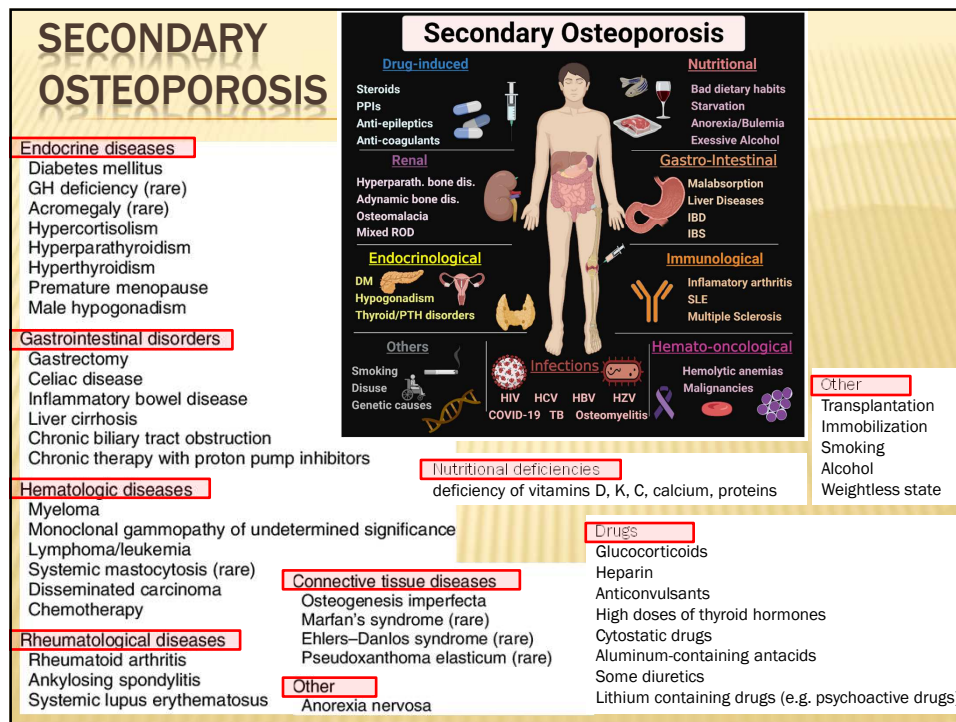 SECONDARY
OSTEOPOROSIS
Secondary Osteoporosis
Drug-induced
Steroids
PPIs
Anti-epileptics
Anti-coagulants
Nutritional
Bad dietary habits
Starvation
Anorexia/Bulemia
Exessive Alcohol
Renal
Hyperparath. bone dis.
Adynamic bone dis.
Osteomalacia
Mixed ROD
Gastro-Intestinal
Malabsorption
Liver Diseases
IBD
IBS
Endocrinological
DM
Hypogonadism
Thyroid/PTH disorders
Immunological
Inflamatory arthritis
SLE
Multiple Sclerosis
Others
Smoking
Disuse
Genetic causes
Infections
HIV HCV HBV HZV
COVID-19 TB Osteomyelitis
Hemato-oncological
Hemolytic anemias
Malignancies
Endocrine diseases
Diabetes mellitus
GH deficiency (rare)
Acromegaly (rare)
Hypercortisolism
Hyperparathyroidism
Hyperthyroidism
Premature menopause
Male hypogonadism
Gastrointestinal disorders
Gastrectomy
Celiac disease
Inflammatory bowel disease
Liver cirrhosis
Chronic biliary tract obstruction
Chronic therapy with proton pump inhibitors
Hematologic diseases
Myeloma
Monoclonal gammopathy of undetermined significance
Lymphoma/leukemia
Systemic mastocytosis (rare)
Disseminated carcinoma
Chemotherapy
Rheumatological diseases
Rheumatoid arthritis
Ankylosing spondylitis
Systemic lupus erythematosus
Connective tissue diseases
Osteogenesis imperfecta
Marfan's syndrome (rare)
Ehlers–Danlos syndrome (rare)
Pseudoxanthoma elasticum (rare)
Other
Anorexia nervosa
Nutritional deficiencies
deficiency of vitamins D, K, C, calcium, proteins
Drugs
Glucocorticoids
Heparin
Anticonvulsants
High doses of thyroid hormones
Cytostatic drugs
Aluminum-containing antacids
Some diuretics
Lithium containing drugs (e.g. psychoactive drugs)
Other
Transplantation
Immobilization
Smoking
Alcohol
Weightless state